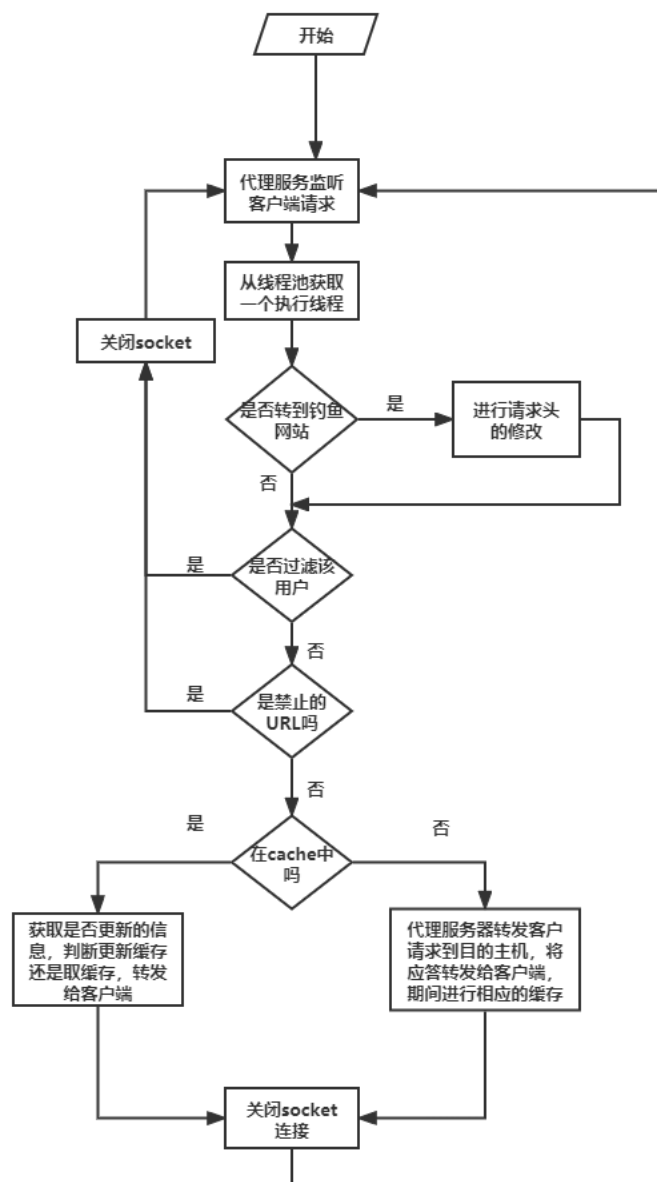 开始
代理服务监听
客户端请求
从线程池获取
一个执行线程
关闭socket
是否转到钓鱼
网站
是
进行请求头
的修改
否
是
是否过滤该
用户
否
是
是禁止的
URL吗
否
是
否
在cache中
吗
获取是否更新的信
息，判断更新缓存
还是取缓存，转发
给客户端
代理服务器转发客户
请求到目的主机，将
应答转发给客户端，
期间进行相应的缓存
关闭socket
连接